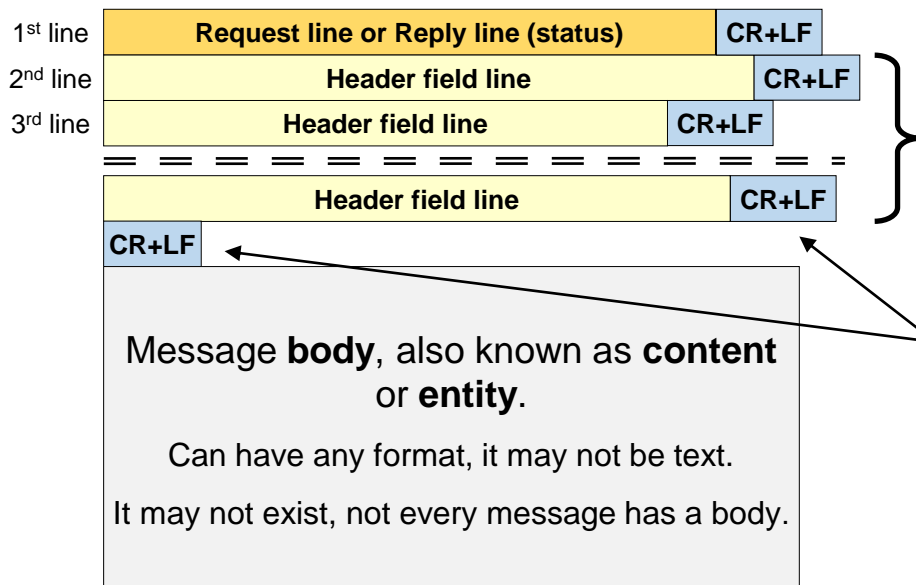 1st line Request line or Reply line (status) CR+LF
2nd line Header field line CR+LF
3rd line Header field line CR+LF
Header field line CR+LF
CR+LF
Message body, also known as content
or entity.
Can have any format, it may not be text.
It may not exist, not every message has a body.